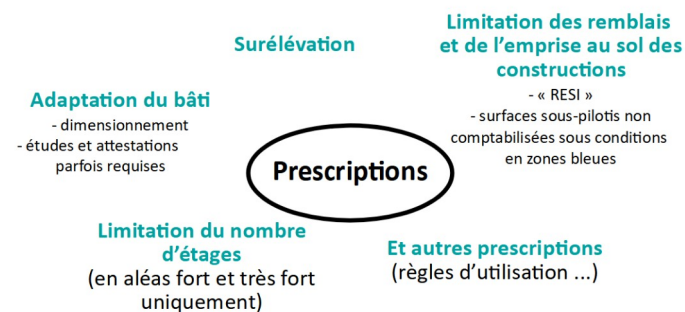 Surélévation
Limitation des remblais
et de l'emprise au sol des
constructions
- « RESI »
- surfaces sous-pilotis non
comptabilisées sous conditions
en zones bleues
Adaptation du bâti
- dimensionnement
- études et attestations
parfois requises
Prescriptions
Limitation du nombre
d'étages
(en aléas fort et très fort
uniquement)
Et autres prescriptions
(règles d'utilisation ...)